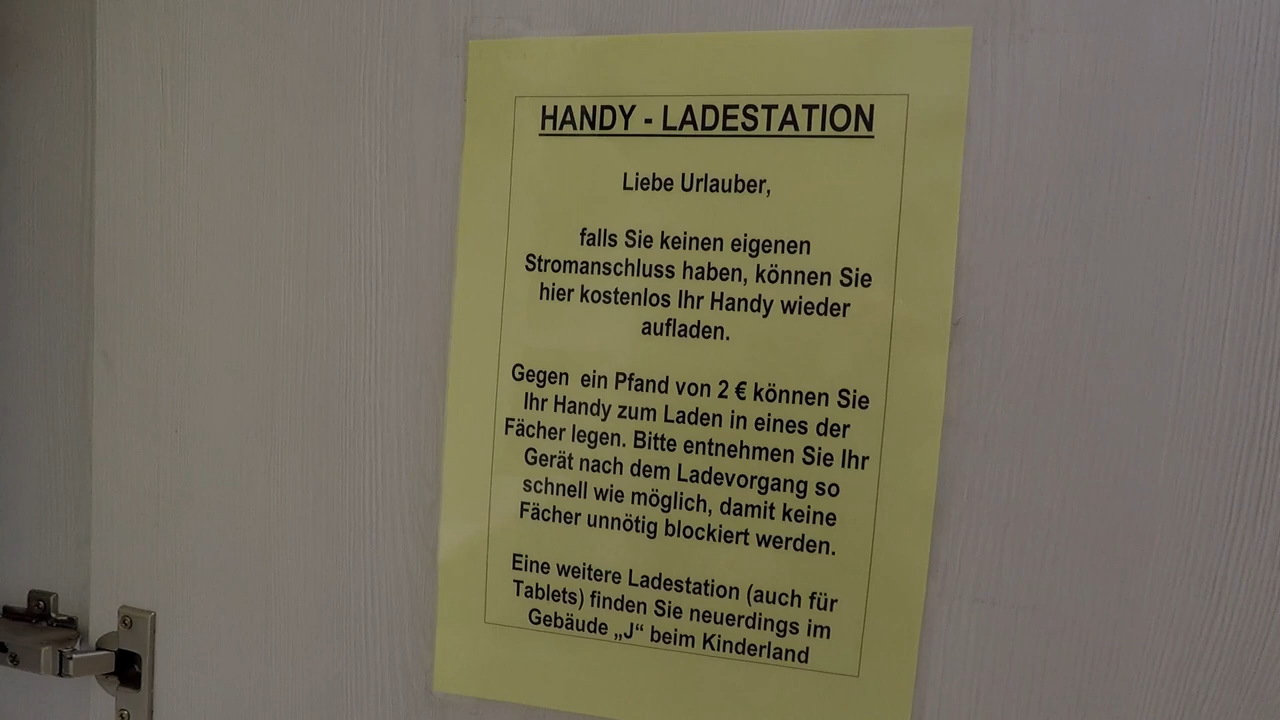 HANDY - LADESTATION
Liebe Urlauber,
falls Sie keinen eigenen
Stromanschluss haben, können Sie
hier kostenlos Ihr Handy wieder
aufladen.
Gegen ein Pfand von 2 € können Sie
Ihr Handy zum Laden in eines der
Fächer legen. Bitte entnehmen Sie Ihr
Gerät nach dem Ladevorgang so
schnell wie möglich, damit keine
Fächer unnötig blockiert werden.
Eine weitere Ladestation (auch für
Tablets) finden Sie neuerdings im
Gebäude „J“ beim Kinderland